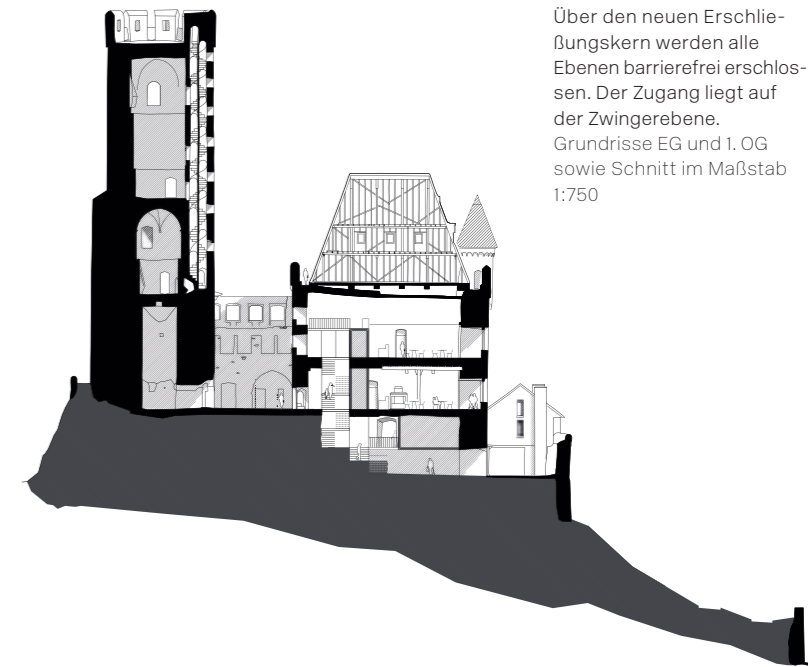 Über den neuen Erschlie-
ßungskern werden alle
Ebenen barrierefrei erschlos-
sen. Der Zugang liegt auf
der Zwingerebene.
Grundrisse EG und 1. OG
sowie Schnitt im Maßstab
1:750